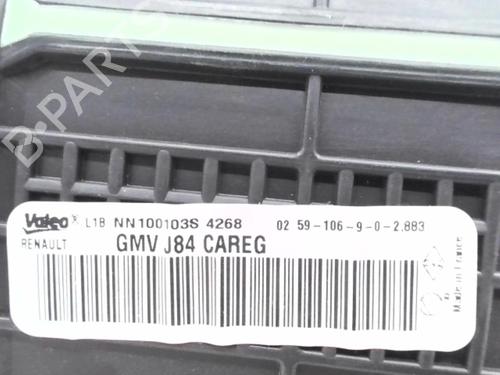 B-PARTS
Valeo® L1B NN100103S 4268 02 59-106-9-0-2.883
RENAULT GMV J84 CAREG
Made in France